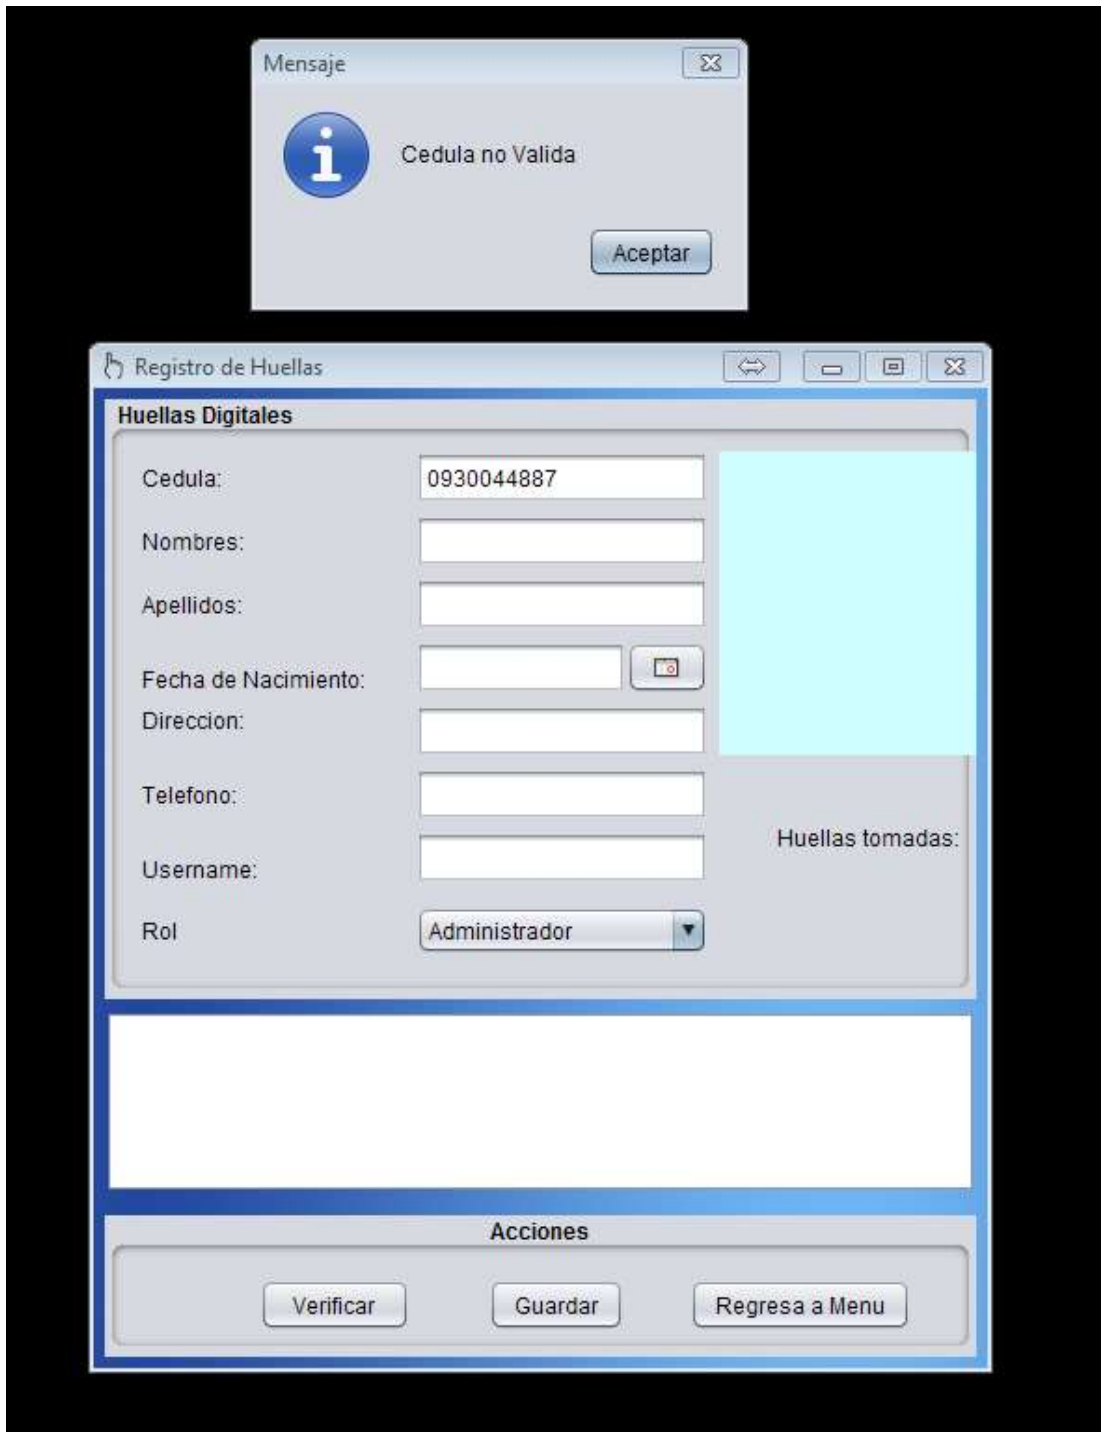 Mensaje
Cedula no Valida
Aceptar
Registro de Huellas
Huellas Digitales
Cedula: 0930044887
Nombres:
Apellidos:
Fecha de Nacimiento:
Direccion:
Telefono:
Huellas tomadas:
Username:
Rol Administrador
Acciones
Verificar Guardar Regresa a Menu